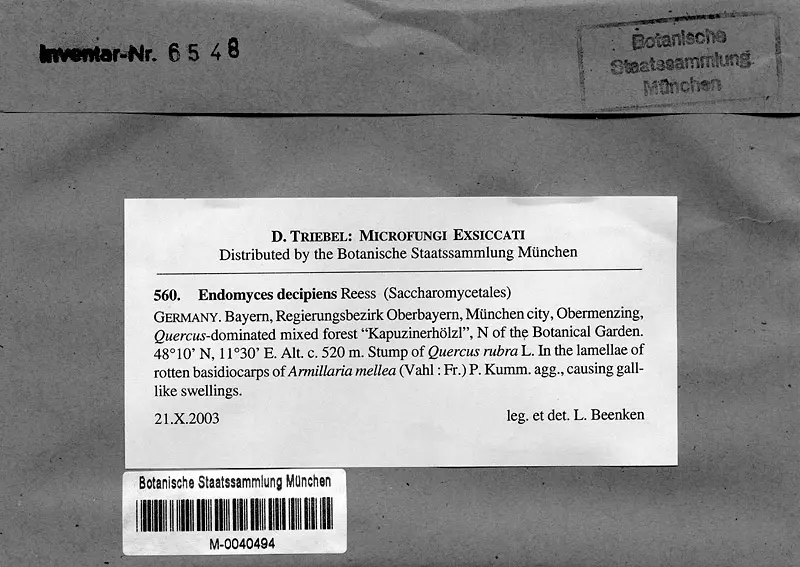 Inventar-Nr. 6548
Botanische
Staatssammlung
München
D. TRIEBEL: MICROFUNGI EXSICCATI
Distributed by the Botanische Staatssammlung München
560. Endomyces decipiens Reess (Saccharomycetales)
GERMANY. Bayern, Regierungsbezirk Oberbayern, München city, Obermenzing,
Quercus-dominated mixed forest “Kapuzinerhölzl”, N of the Botanical Garden.
48°10’ N, 11°30’ E. Alt. c. 520 m. Stump of Quercus rubra L. In the lamellae of
rotten basidiocarps of Armillaria mellea (Vahl : Fr.) P. Kumm. agg., causing gall-
like swellings.
21.X.2003 leg. et det. L. Beenken
Botanische Staatssammlung München
M-0040494